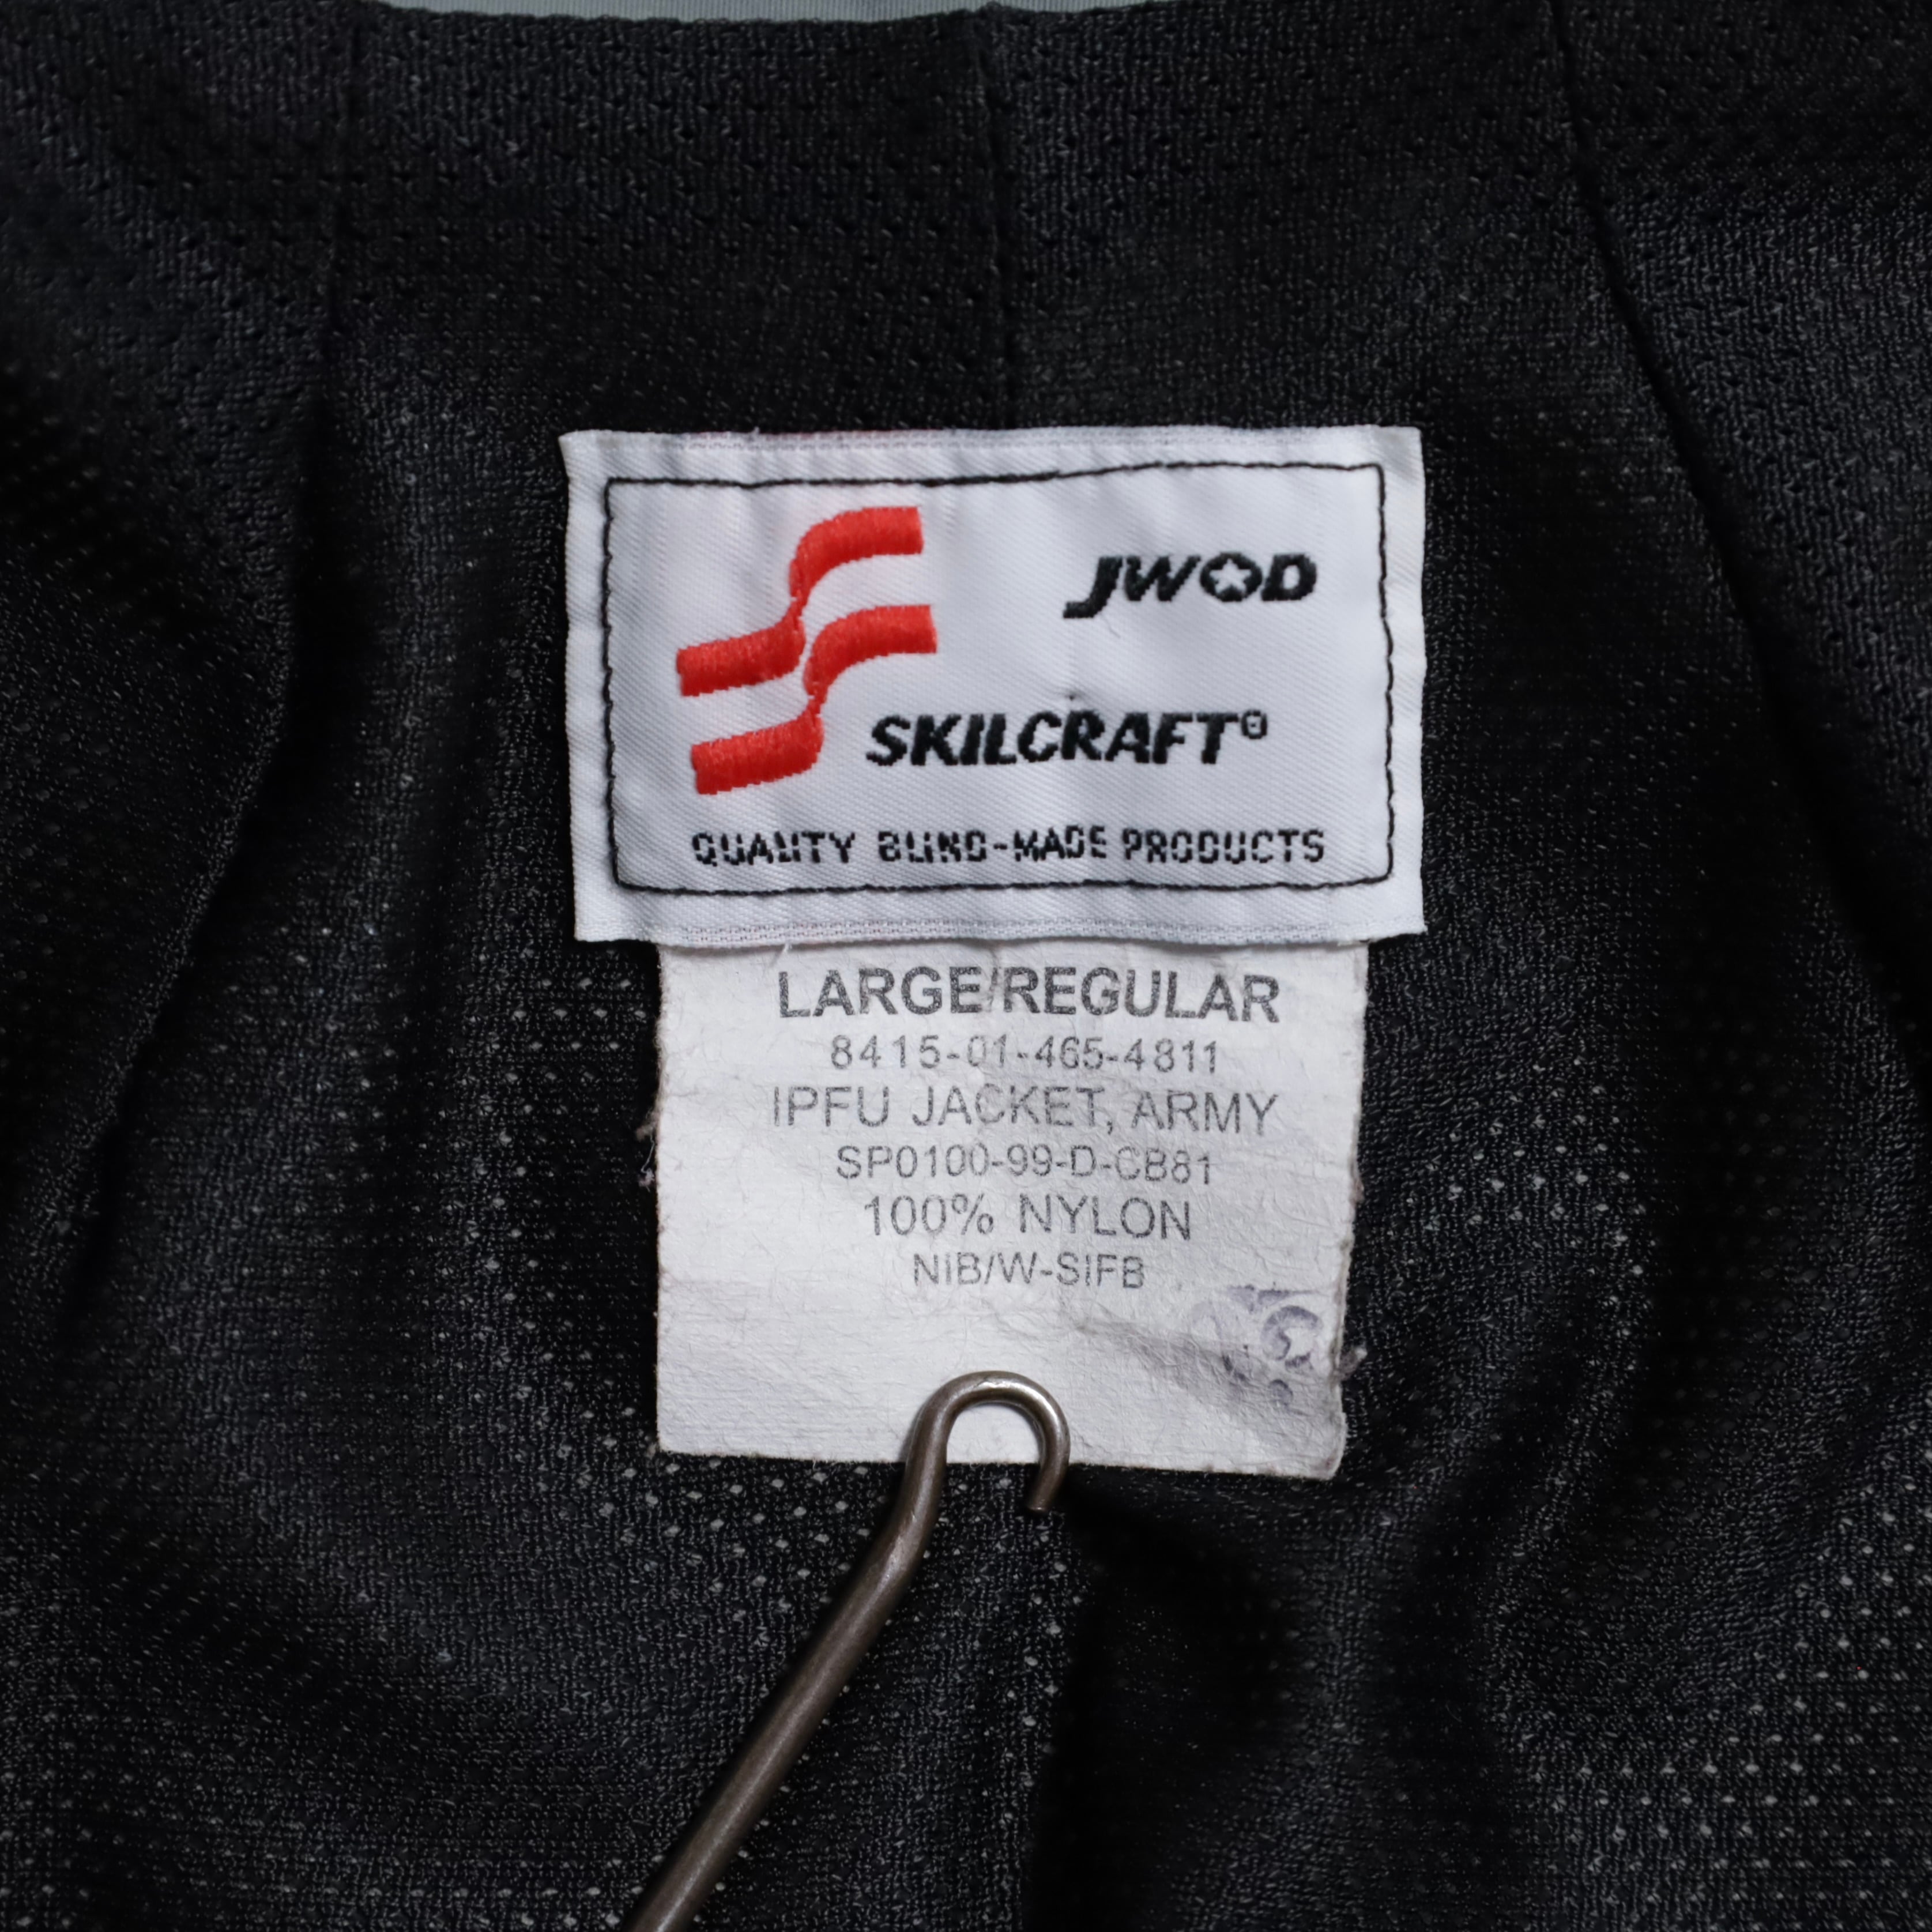 JWOD
SKILCRAFT®
QUALITY BLIND-MADE PRODUCTS
LARGE/REGULAR
8415-01-465-4811
IPFU JACKET, ARMY
SP0100-99-D-CB81
100% NYLON
NIB/W-SIFB